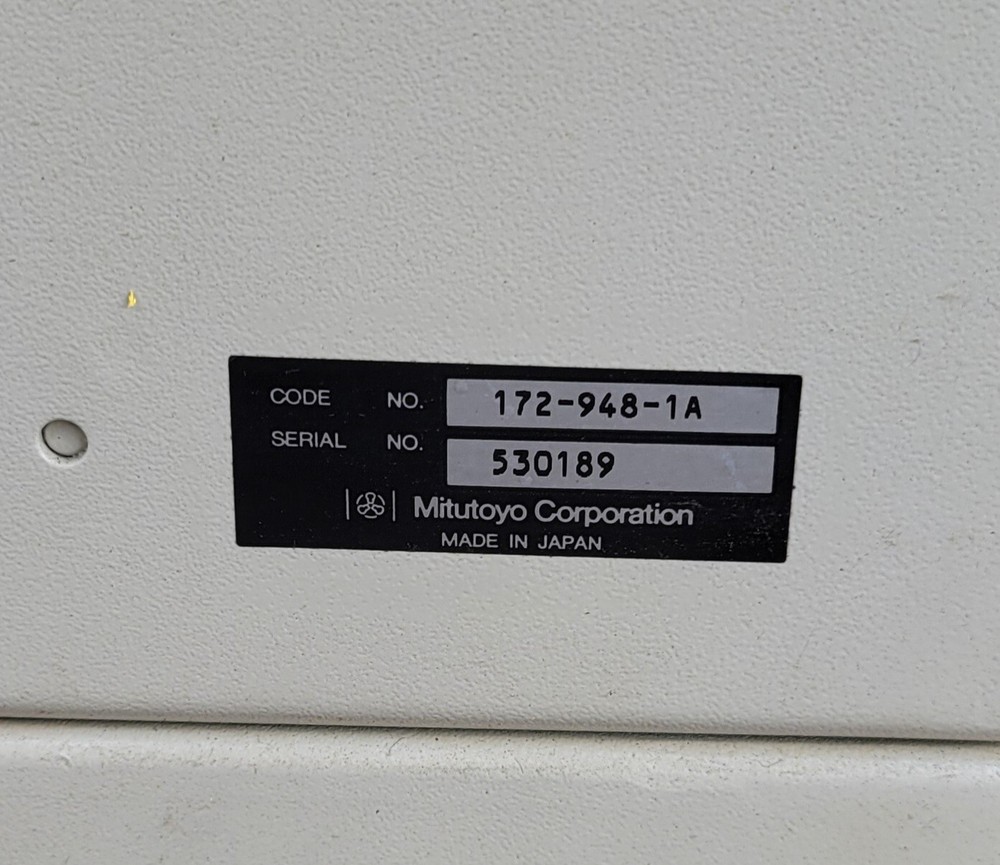 CODE NO. 172-948-1A
SERIAL NO. 530189
Mitutoyo Corporation
MADE IN JAPAN